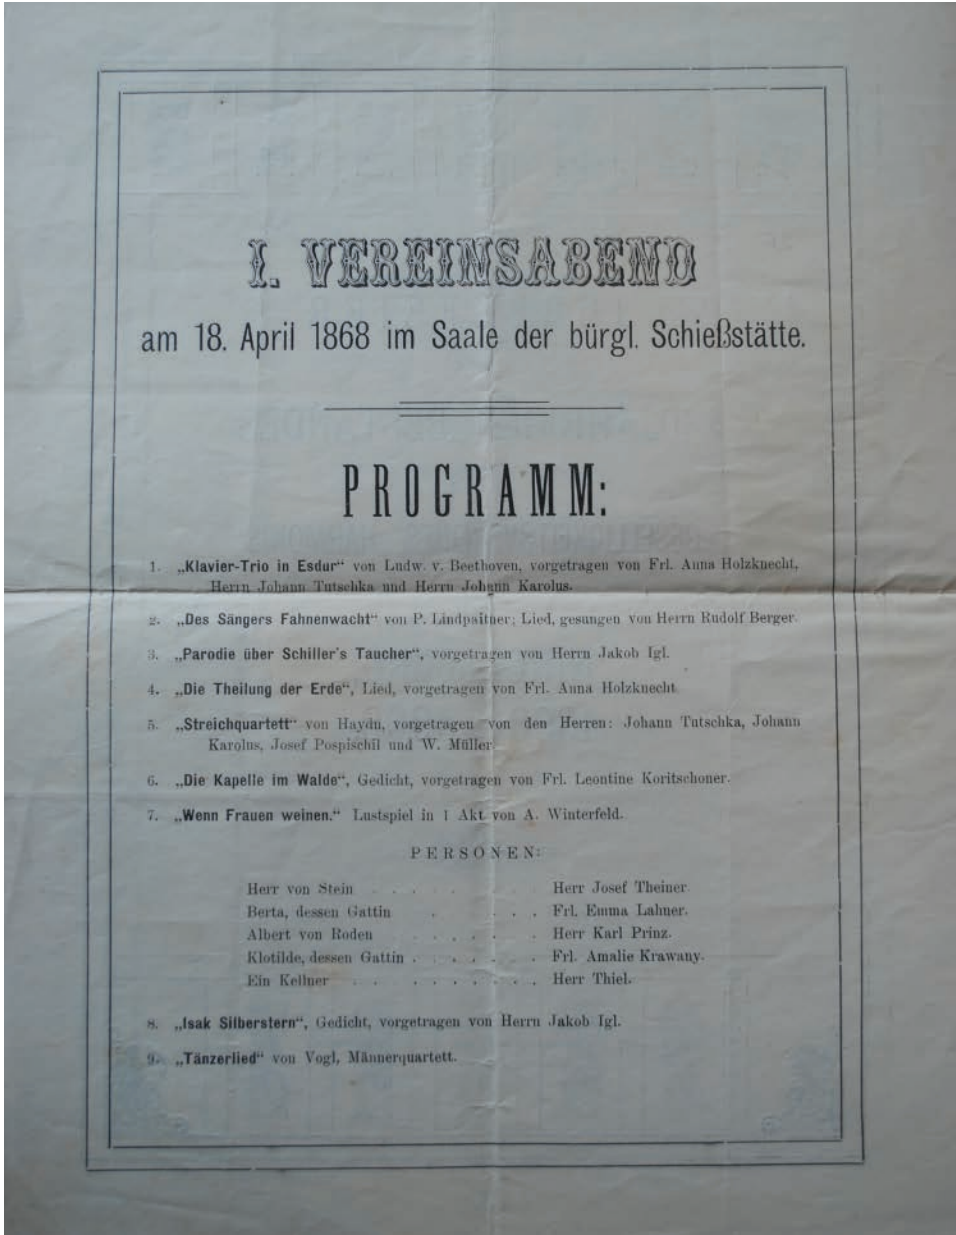 I. VEREINSABEND
am 18. April 1868 im Saale der bürgl. Schießstätte.
PROGRAMM:
1. „Klavier-Trio in Esdur“ von Ludw. v. Beethoven, vorgetragen von Frl. Anna Holzknecht,
Herrn Johann Tutschka und Herrn Johann Karolus.
2. „Des Sängers Fahnenwacht“ von P. Lindpaitner; Lied, gesungen von Herrn Rudolf Berger.
3. „Parodie über Schiller's Taucher“, vorgetragen von Herrn Jakob Igl.
4. „Die Theilung der Erde“, Lied, vorgetragen von Frl. Anna Holzknecht.
5. „Streichquartett“ von Haydn, vorgetragen von den Herren: Johann Tutschka, Johann
Karolus, Josef Pospischil und W. Müller.
6. „Die Kapelle im Walde“, Gedicht, vorgetragen von Frl. Leontine Koritschoner.
7. „Wenn Frauen weinen.“ Lustspiel in 1 Akt von A. Winterfeld.
PERSONEN:
Herr von Stein . . . . . . . . Herr Josef Theiner.
Berta, dessen Gattin . . . . Frl. Emma Lahner.
Albert von Roden . . . . . . Herr Karl Prinz.
Klotilde, dessen Gattin . . . . . . Frl. Amalie Krawany.
Ein Kellner . . . . . . . . . Herr Thiel.
8. „Isak Silberstern“, Gedicht, vorgetragen von Herrn Jakob Igl.
9. „Tänzerlied“ von Vogl, Männerquartett.